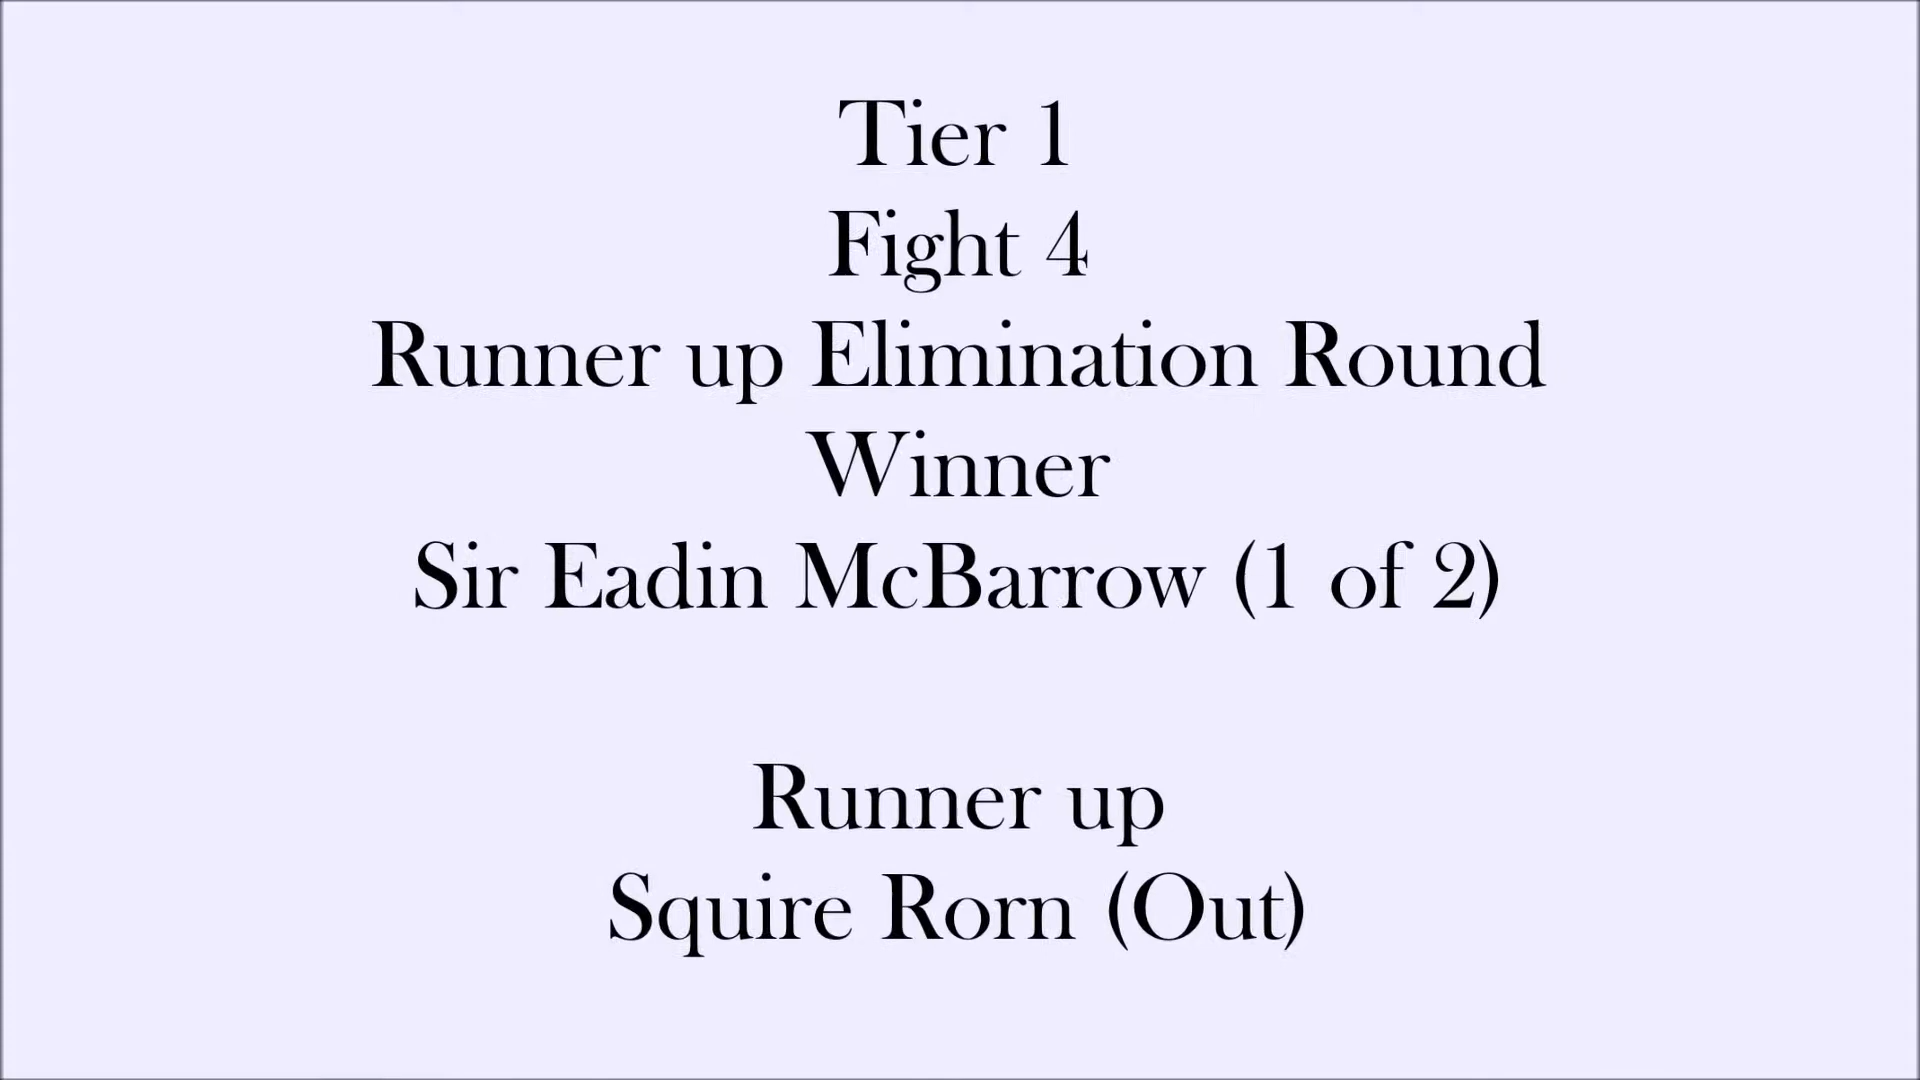 Tier 1
Fight 4
Runner up Elimination Round
Winner
Sir Eadin McBarrow (1 of 2)
Runner up
Squire Rorn (Out)